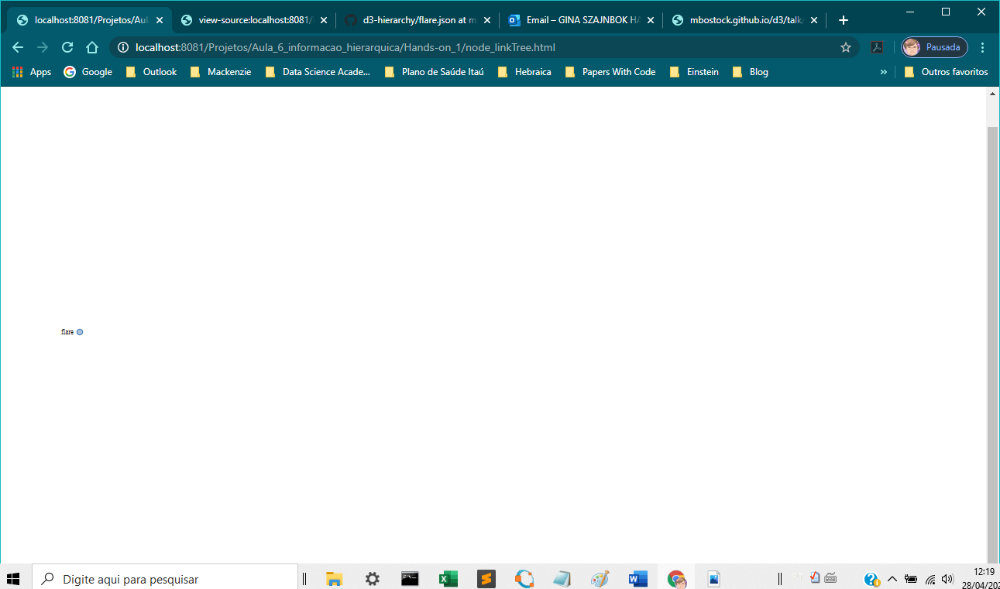 localhost:8081/Projetos/Aul
view-source:localhost:8081/
d3-hierarchy/flare.json at m
Email – GINA SZAJNBOK HA
mbostock.github.io/d3/talk/
localhost:8081/Projetos/Aula_6_informacao_hierarquica/Hands-on_1/node_linkTree.html
Pausada
Apps Google Outlook Mackenzie Data Science Acade... Plano de Saúde Itaú Hebraica Papers With Code Einstein Blog » Outros favoritos
flare
Digite aqui para pesquisar
12:19
28/04/202